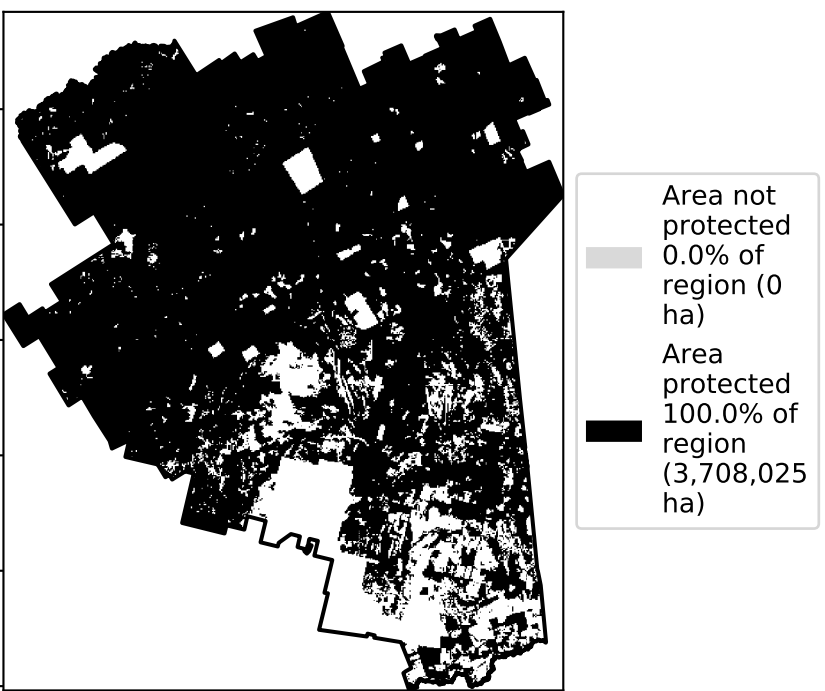 Area not
protected
0.0% of
region (0
ha)
Area
protected
100.0% of
region
(3,708,025
ha)